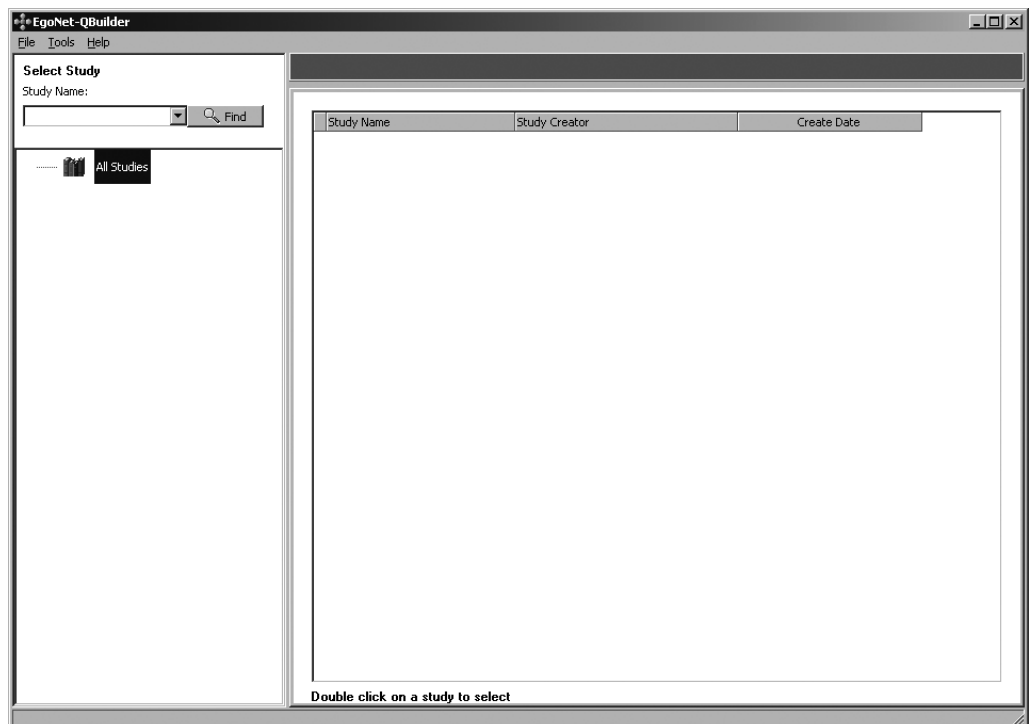 EgoNet-QBuilder
File Tools Help
Select Study
Study Name:
Find
All Studies
Study Name Study Creator Create Date
Double click on a study to select